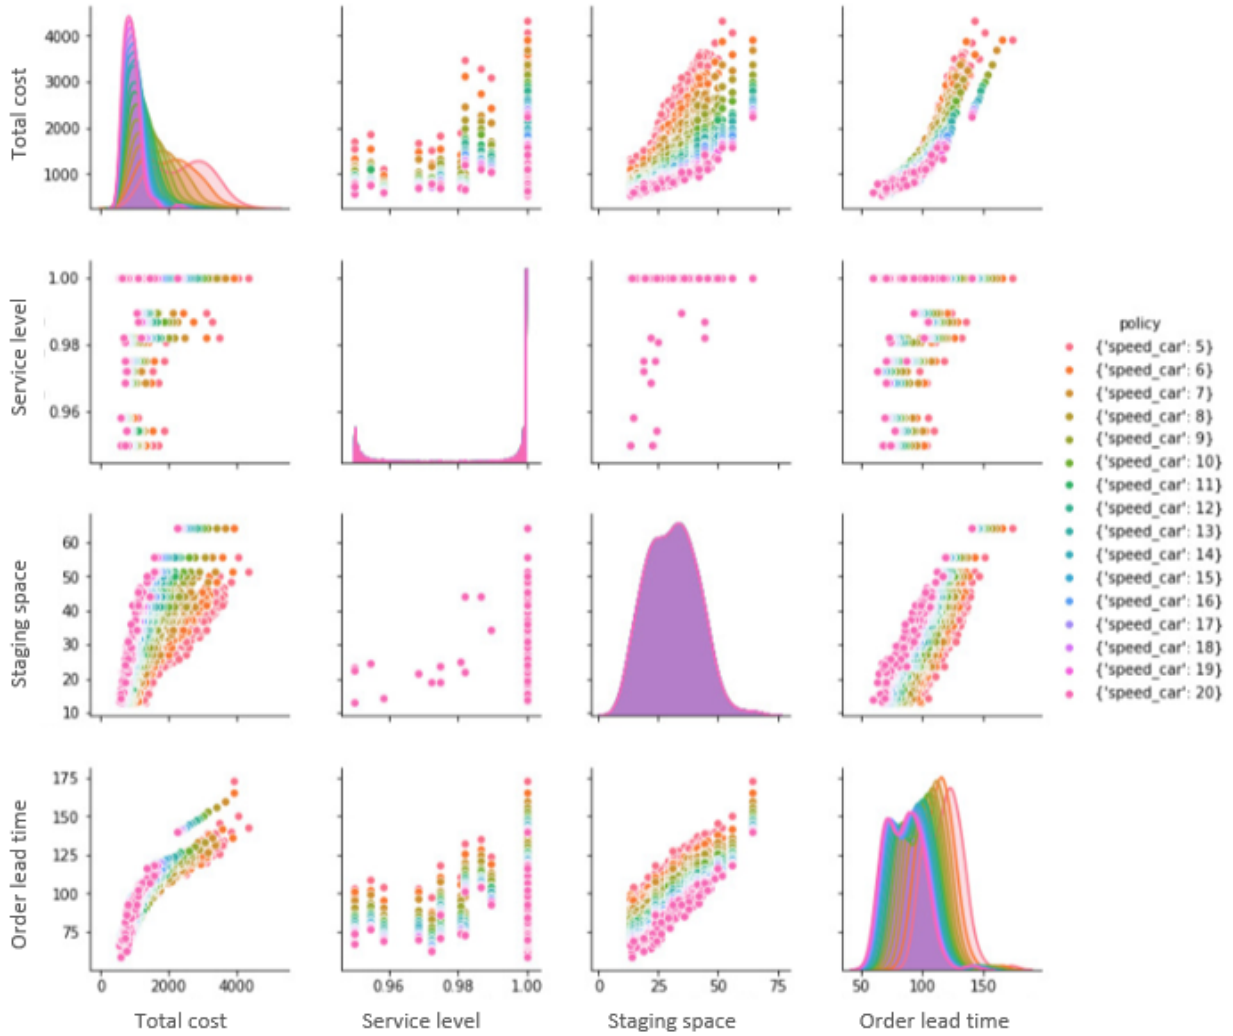 Total cost
4000
3000
2000
1000
Service level
1.00
0.98
0.96
policy
{'speed_car': 5}
{'speed_car': 6}
{'speed_car': 7}
{'speed_car': 8}
{'speed_car': 9}
{'speed_car': 10}
{'speed_car': 11}
{'speed_car': 12}
{'speed_car': 13}
{'speed_car': 14}
{'speed_car': 15}
{'speed_car': 16}
{'speed_car': 17}
{'speed_car': 18}
{'speed_car': 19}
{'speed_car': 20}
Staging space
60
50
40
30
20
10
Order lead time
175
150
125
100
75
0 2000 4000 0.96 0.98 1.00 0 25 50 75 50 100 150
Total cost Service level Staging space Order lead time